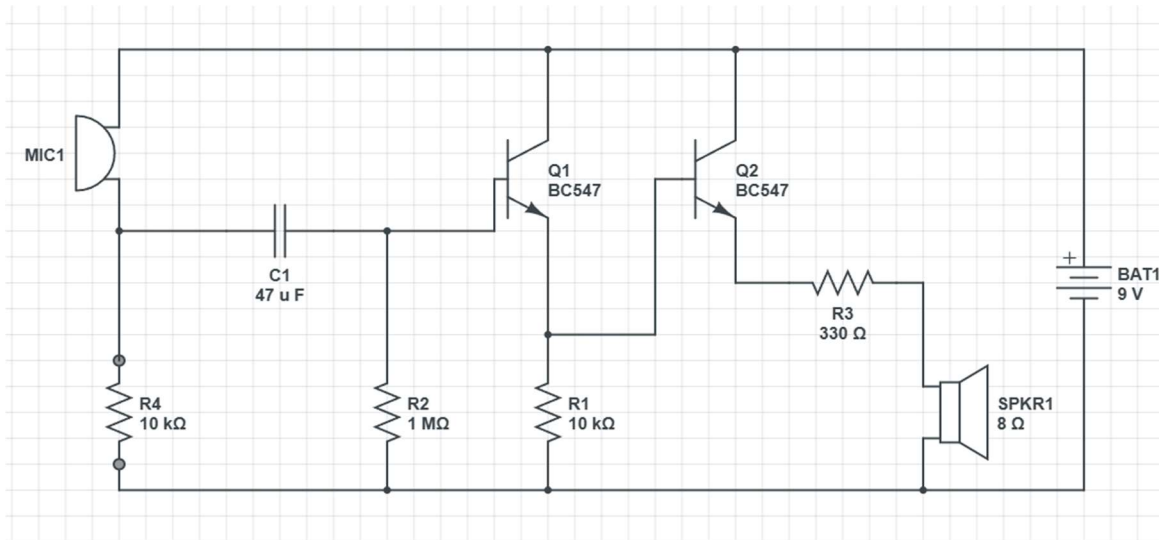 MIC1
C1
47 u F
Q1
BC547
Q2
BC547
+
BAT1
9 V
R3
330 Ω
R4
10 kΩ
R2
1 MΩ
R1
10 kΩ
SPKR1
8 Ω